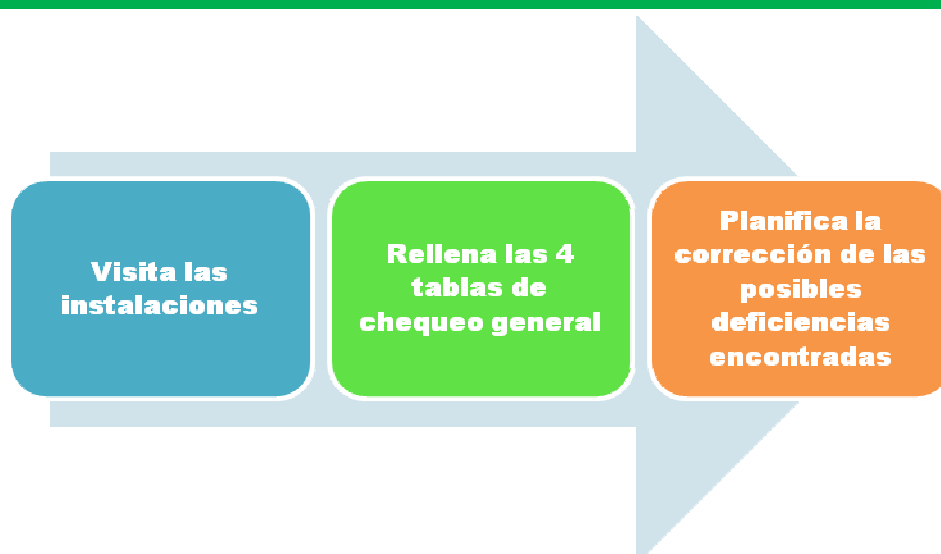 Visita las
instalaciones
Rellena las 4
tablas de
chequeo general
Planifica la
corrección de las
posibles
deficiencias
encontradas